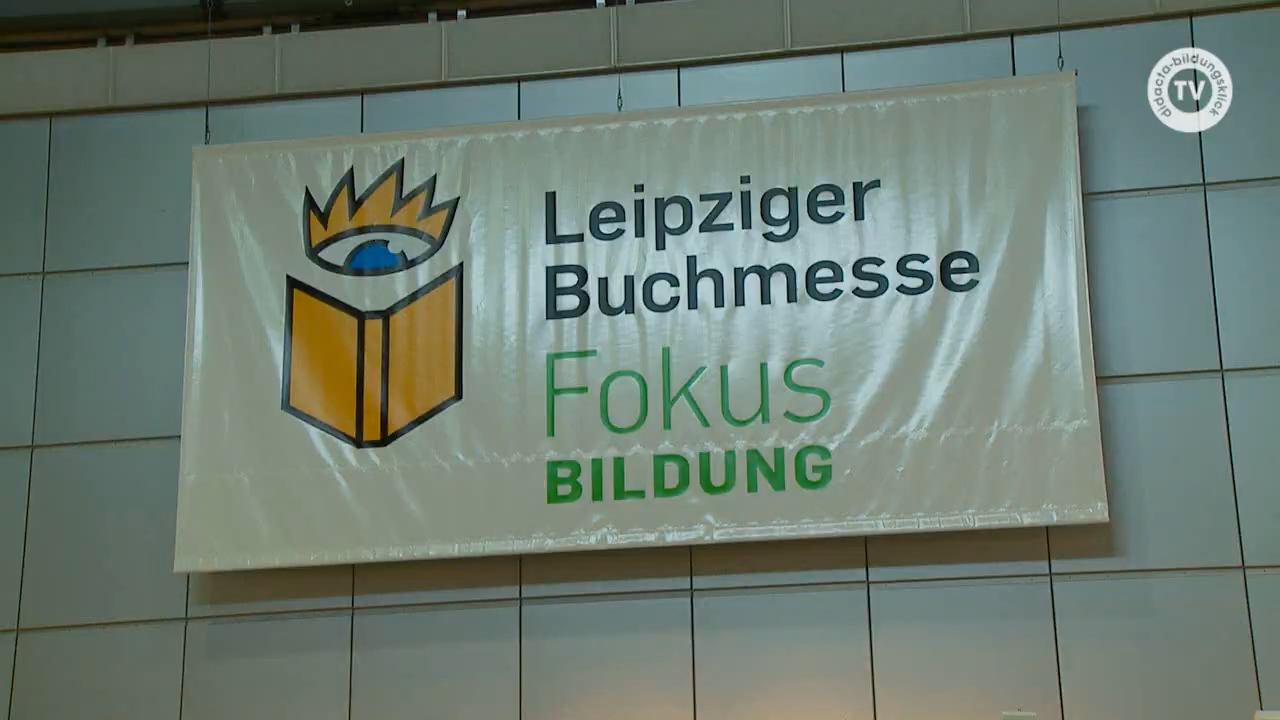 Leipziger
Buchmesse
Fokus
BILDUNG
didacta-bildungsklick
TV